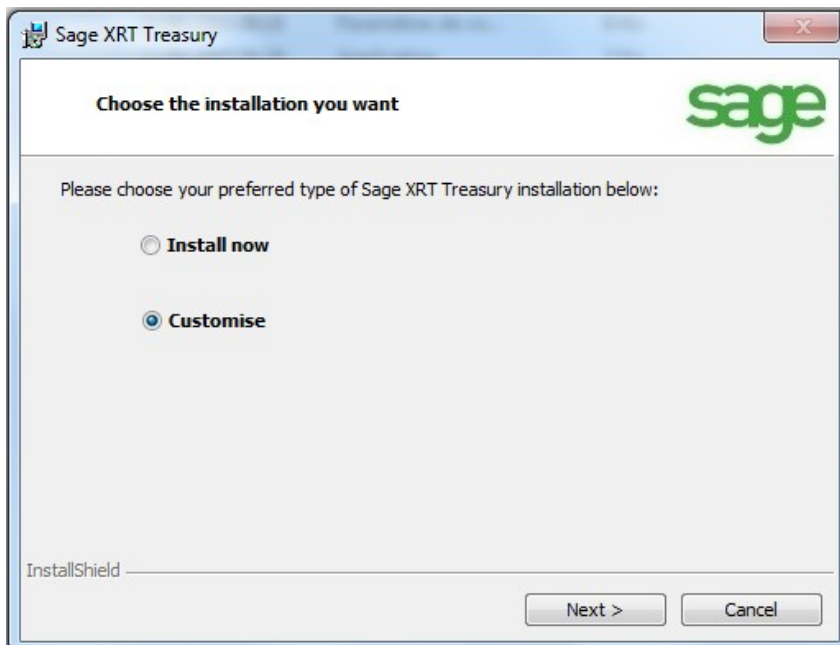 Sage XRT Treasury
Choose the installation you want
sage
Please choose your preferred type of Sage XRT Treasury installation below:
Install now
Customise
InstallShield
Next >
Cancel